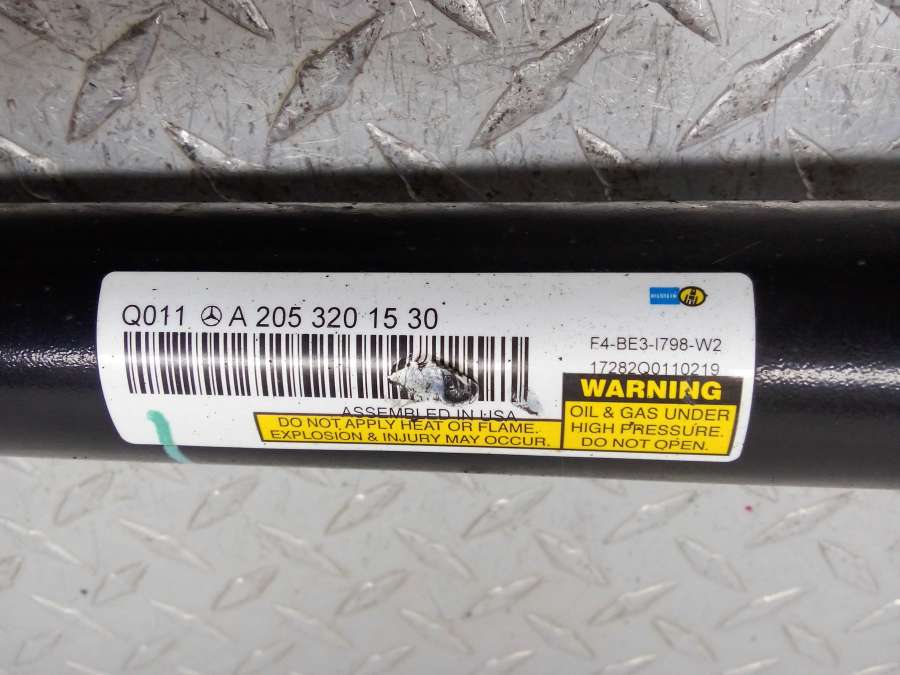 BILSTEIN
Q011 A 205 320 15 30
F4-BE3-I798-W2
17282Q0110219
ASSEMBLED IN USA
DO NOT APPLY HEAT OR FLAME.
EXPLOSION & INJURY MAY OCCUR.
WARNING
OIL & GAS UNDER
HIGH PRESSURE.
DO NOT OPEN.